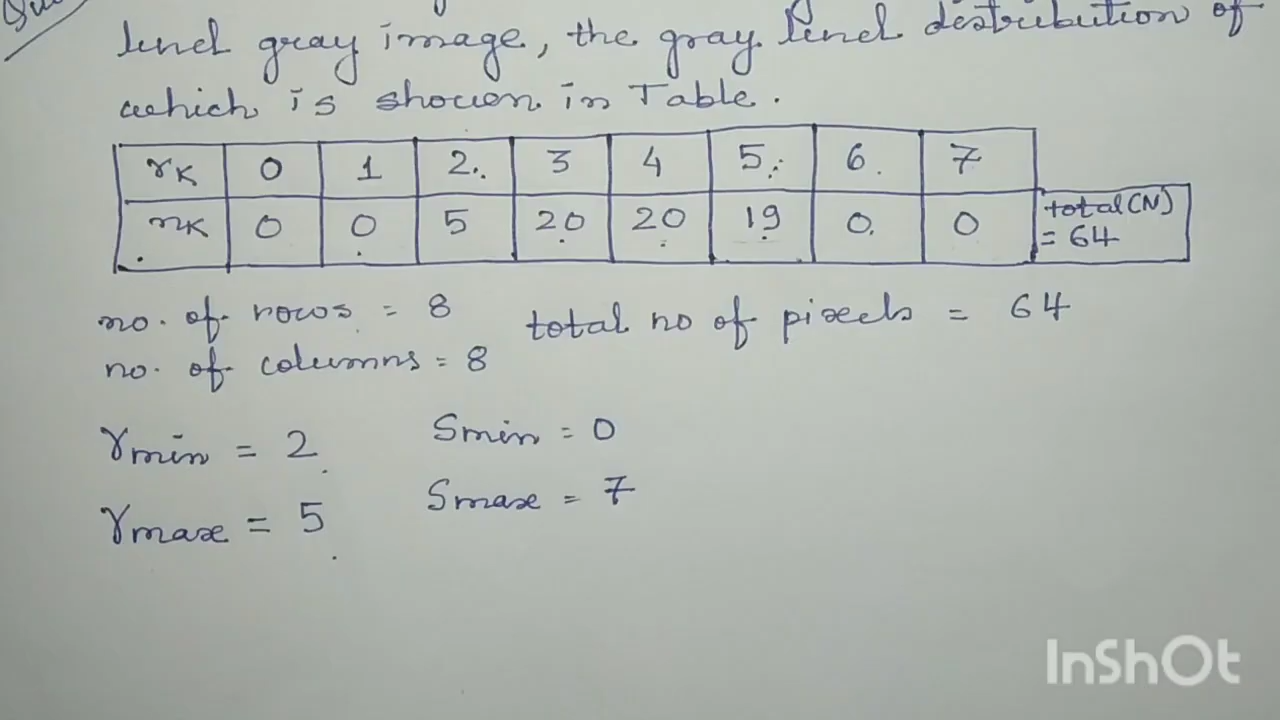 level gray image, the gray level distribution of
which is shown in Table.
rK 0 1 2 3 4 5 6 7
nK 0 0 5 20 20 19 0 0 total(N) = 64
no. of rows = 8 total no of pixels = 64
no. of columns = 8
rmin = 2 Smin = 0
rmax = 5 Smax = 7
InShOt